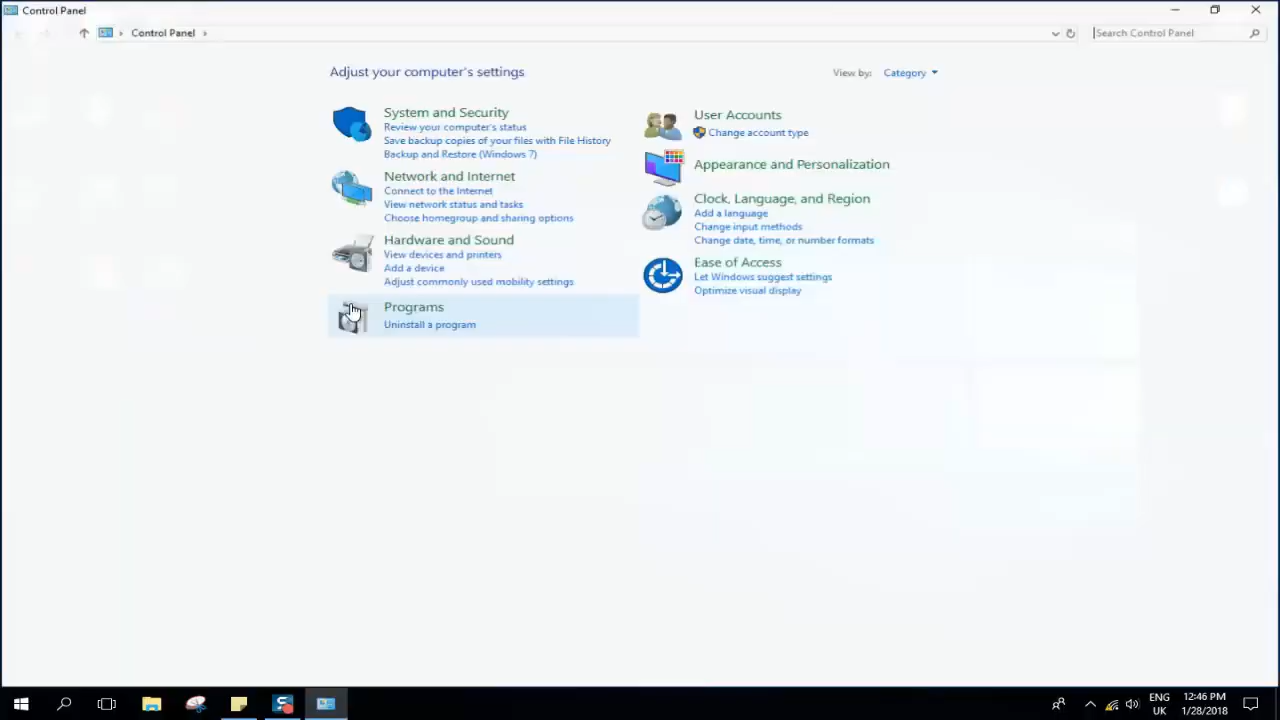 Control Panel
Control Panel
Search Control Panel
Adjust your computer's settings
View by: Category
System and Security
Review your computer's status
Save backup copies of your files with File History
Backup and Restore (Windows 7)
Network and Internet
Connect to the Internet
View network status and tasks
Choose homegroup and sharing options
Hardware and Sound
View devices and printers
Add a device
Adjust commonly used mobility settings
Programs
Uninstall a program
User Accounts
Change account type
Appearance and Personalization
Clock, Language, and Region
Add a language
Change input methods
Change date, time, or number formats
Ease of Access
Let Windows suggest settings
Optimize visual display
ENG
UK
12:46 PM
1/28/2018